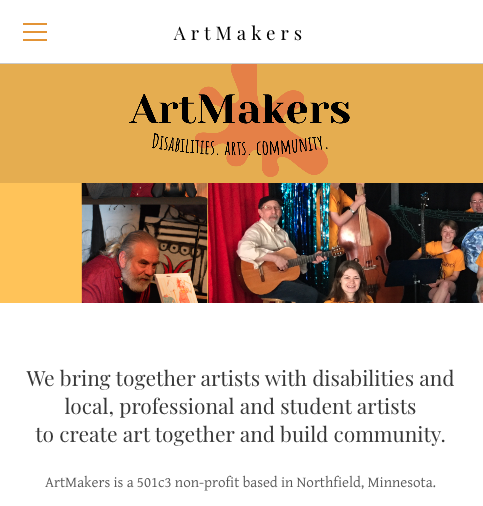 ArtMakers
ArtMakers
Disabilities. arts. community.
We bring together artists with disabilities and
local, professional and student artists
to create art together and build community.
ArtMakers is a 501c3 non-profit based in Northfield, Minnesota.